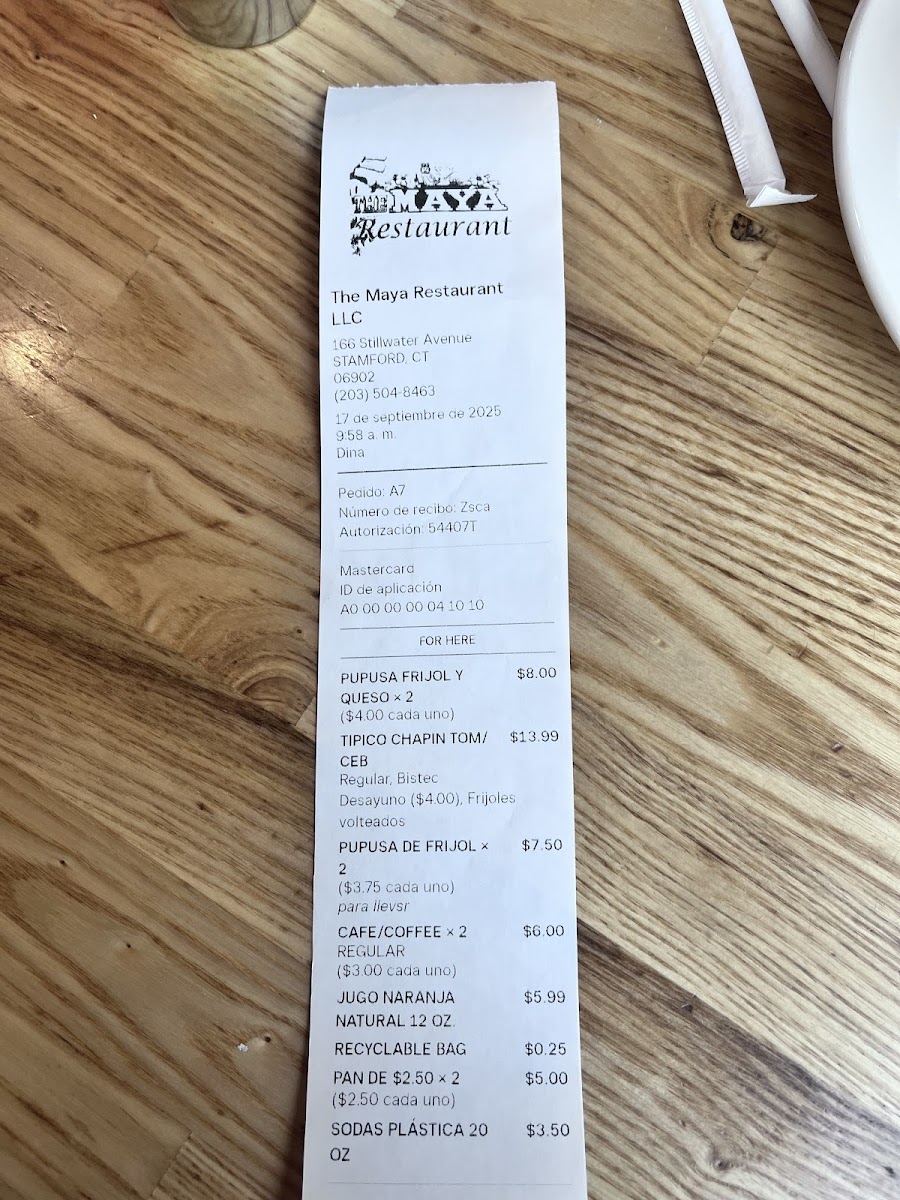 THE MAYA
Restaurant
The Maya Restaurant
LLC
166 Stillwater Avenue
STAMFORD, CT
06902
(203) 504-8463
17 de septiembre de 2025
9:58 a. m.
Dina
Pedido: A7
Número de recibo: Zsca
Autorización: 54407T
Mastercard
ID de aplicación
A0 00 00 00 04 10 10
FOR HERE
PUPUSA FRIJOL Y $8.00
QUESO × 2
($4.00 cada uno)
TIPICO CHAPIN TOM/ $13.99
CEB
Regular, Bistec
Desayuno ($4.00), Frijoles
volteados
PUPUSA DE FRIJOL × $7.50
2
($3.75 cada uno)
para llevsr
CAFE/COFFEE × 2 $6.00
REGULAR
($3.00 cada uno)
JUGO NARANJA $5.99
NATURAL 12 OZ.
RECYCLABLE BAG $0.25
PAN DE $2.50 × 2 $5.00
($2.50 cada uno)
SODAS PLÁSTICA 20 $3.50
OZ